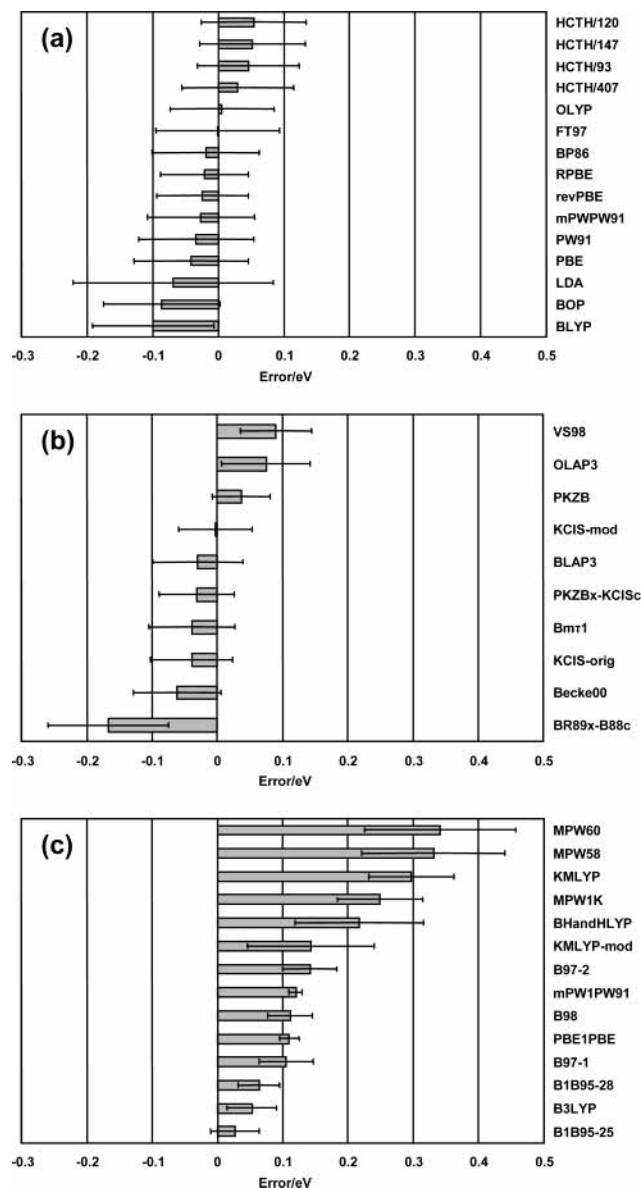 (a)
HCTH/120
HCTH/147
HCTH/93
HCTH/407
OLYP
FT97
BP86
RPBE
revPBE
mPWPW91
PW91
PBE
LDA
BOP
BLYP
-0.3 -0.2 -0.1 0 0.1 0.2 0.3 0.4 0.5
Error/eV
(b)
VS98
OLAP3
PKZB
KCIS-mod
BLAP3
PKZBx-KCISc
Bmτ1
KCIS-orig
Becke00
BR89x-B88c
-0.3 -0.2 -0.1 0 0.1 0.2 0.3 0.4 0.5
Error/eV
(c)
MPW60
MPW58
KMLYP
MPW1K
BHandHLYP
KMLYP-mod
B97-2
mPW1PW91
B98
PBE1PBE
B97-1
B1B95-28
B3LYP
B1B95-25
-0.3 -0.2 -0.1 0 0.1 0.2 0.3 0.4 0.5
Error/eV